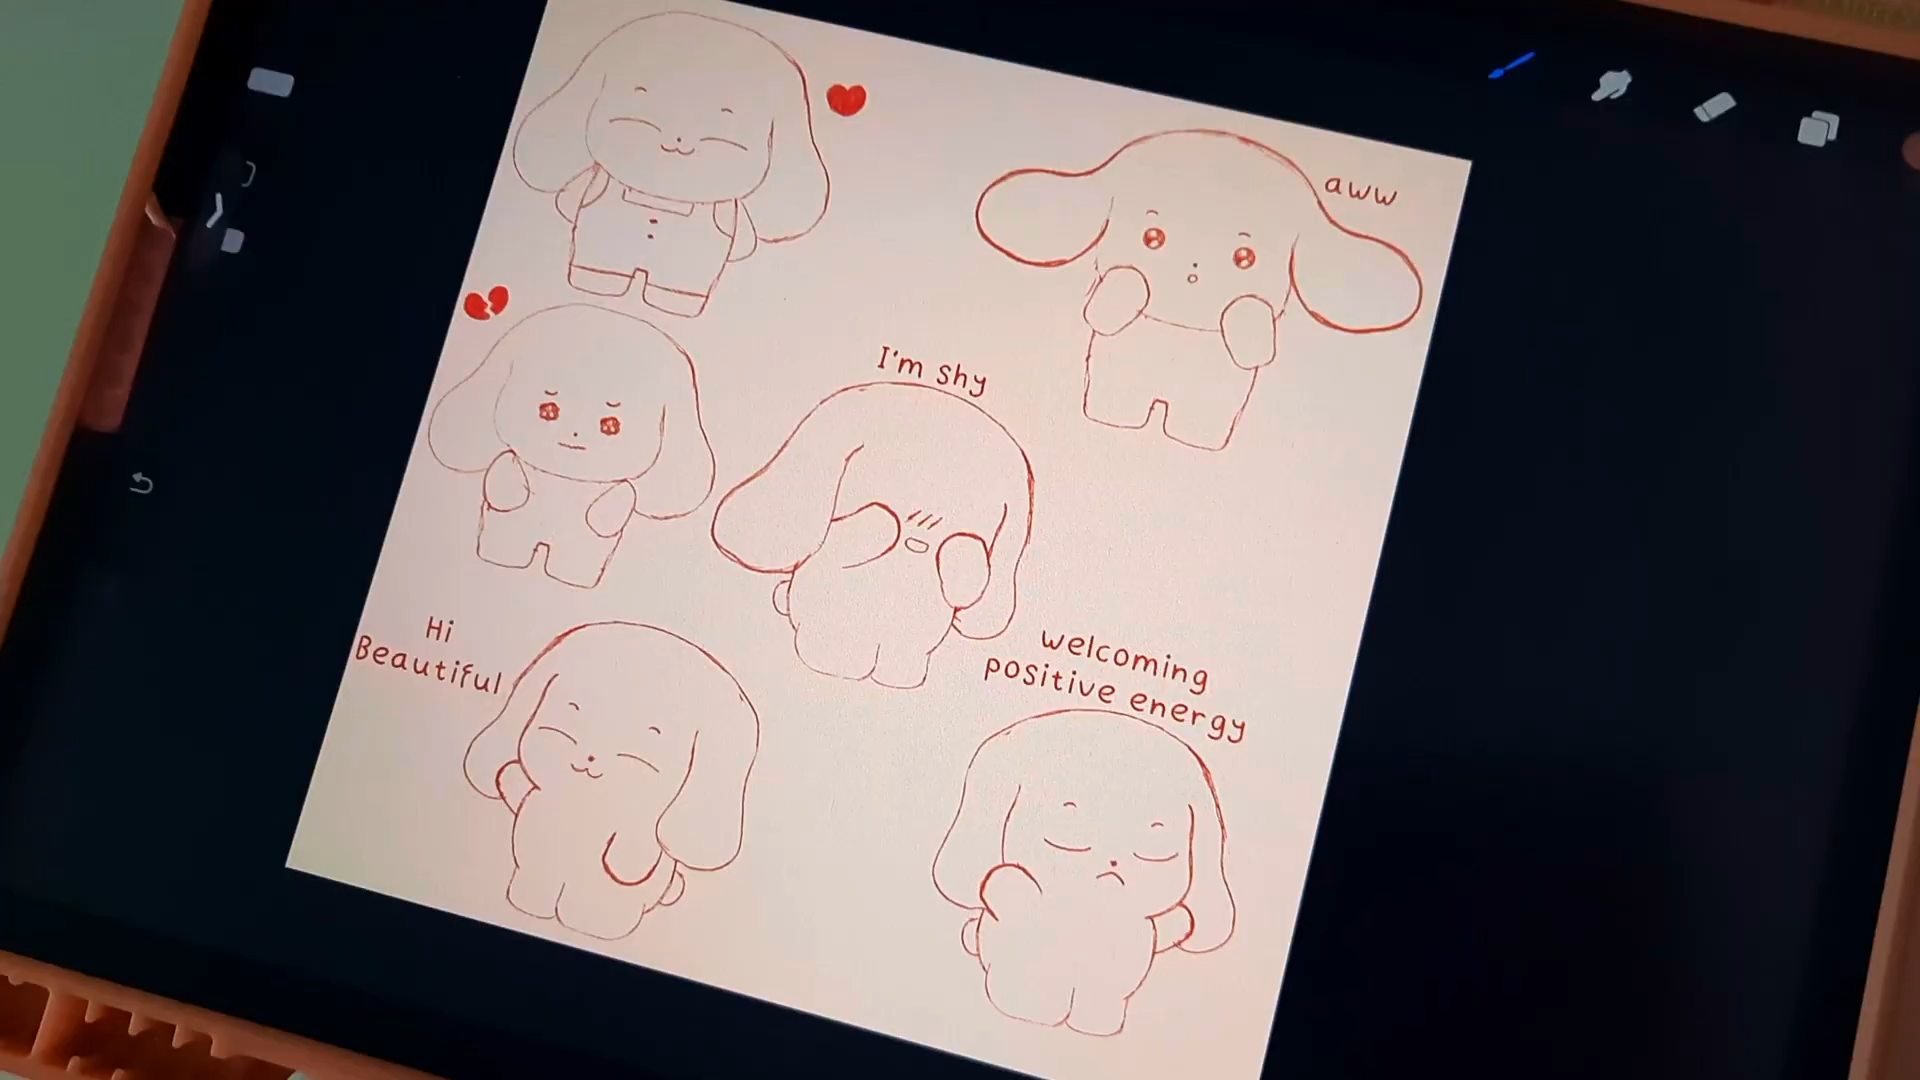 aww
I'm shy
Hi
Beautiful
welcoming
positive energy